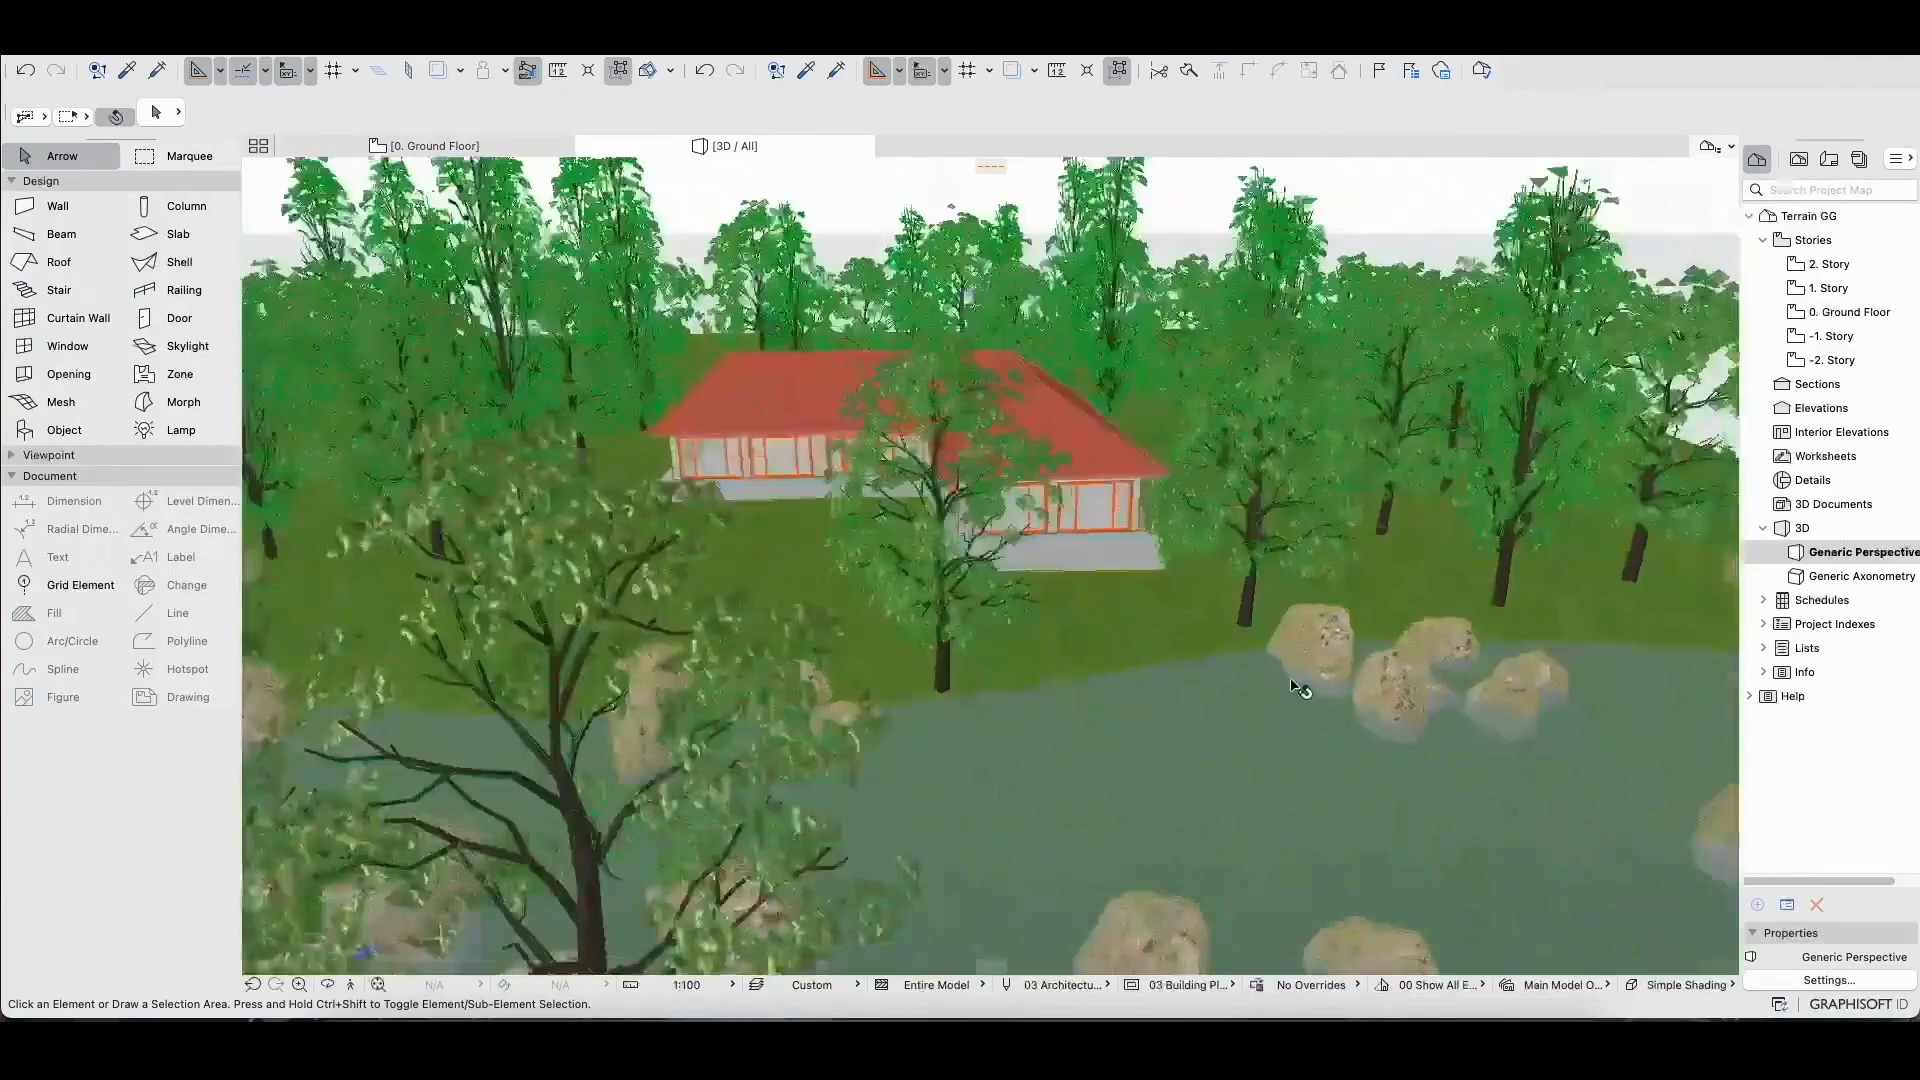 [0. Ground Floor]
[3D / All]
Arrow
Marquee
Design
Wall
Column
Beam
Slab
Roof
Shell
Stair
Railing
Curtain Wall
Door
Window
Skylight
Opening
Zone
Mesh
Morph
Object
Lamp
Viewpoint
Document
Dimension
Level Dimen...
Radial Dime...
Angle Dime...
Text
Label
Grid Element
Change
Fill
Line
Arc/Circle
Polyline
Spline
Hotspot
Figure
Drawing
Search Project Map
Terrain GG
Stories
2. Story
1. Story
0. Ground Floor
-1. Story
-2. Story
Sections
Elevations
Interior Elevations
Worksheets
Details
3D Documents
3D
Generic Perspective
Generic Axonometry
Schedules
Project Indexes
Lists
Info
Help
Properties
Generic Perspective
Settings...
N/A
N/A
1:100
Custom
Entire Model
03 Architectu...
03 Building Pl...
No Overrides
00 Show All E...
Main Model O...
Simple Shading
Click an Element or Draw a Selection Area. Press and Hold Ctrl+Shift to Toggle Element/Sub-Element Selection.
GRAPHISOFT ID